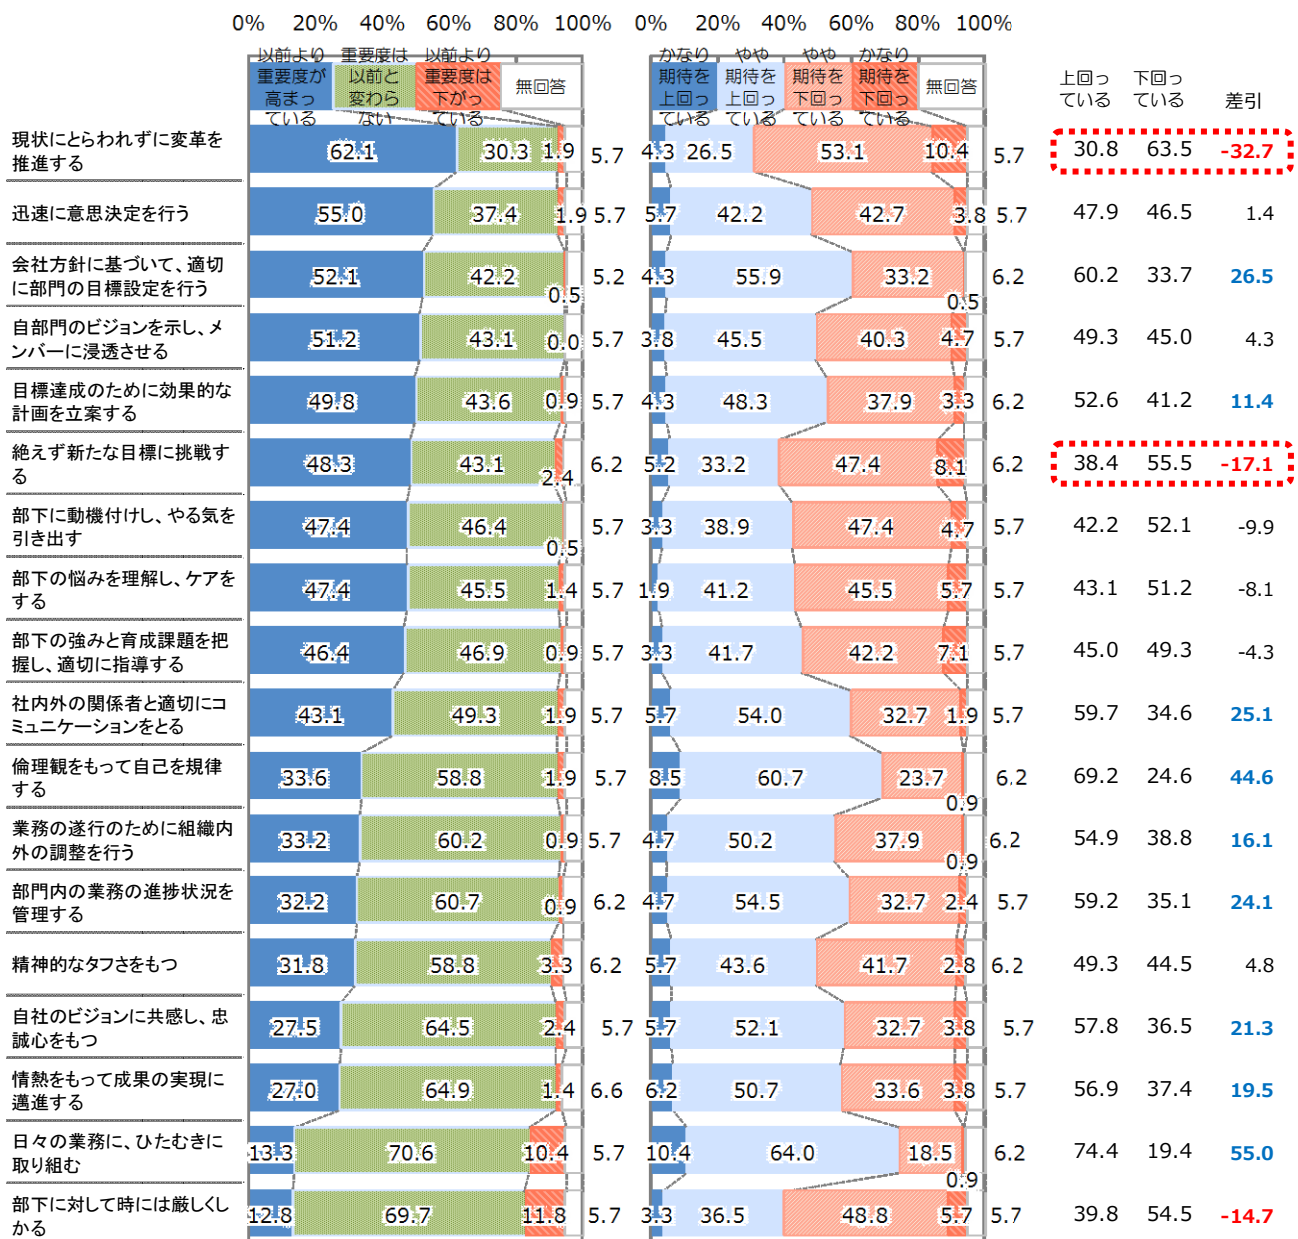 0% 20% 40% 60% 80% 100% 0% 20% 40% 60% 80% 100%
以前より
重要度が
高まっ
ている
重要度は
以前と
変わら
ない
以前より
重要度は
下がっ
ている
無回答
かなり
期待を
上回っ
ている
やや
期待を
上回っ
ている
やや
期待を
下回っ
ている
かなり
期待を
下回っ
ている
無回答
上回っ
ている
下回っ
ている
差引
現状にとらわれずに変革を
推進する
62.1 30.3 1.9 5.7 4.3 26.5 53.1 10.4 5.7 30.8 63.5 -32.7
迅速に意思決定を行う
55.0 37.4 1.9 5.7 5.7 42.2 42.7 3.8 5.7 47.9 46.5 1.4
会社方針に基づいて、適切
に部門の目標設定を行う
52.1 42.2 0.5 5.2 4.3 55.9 33.2 0.5 6.2 60.2 33.7 26.5
自部門のビジョンを示し、メ
ンバーに浸透させる
51.2 43.1 0.0 5.7 3.8 45.5 40.3 4.7 5.7 49.3 45.0 4.3
目標達成のために効果的な
計画を立案する
49.8 43.6 0.9 5.7 4.3 48.3 37.9 3.3 6.2 52.6 41.2 11.4
絶えず新たな目標に挑戦す
る
48.3 43.1 2.4 6.2 5.2 33.2 47.4 8.1 6.2 38.4 55.5 -17.1
部下に動機付けし、やる気を
引き出す
47.4 46.4 0.5 5.7 3.3 38.9 47.4 4.7 5.7 42.2 52.1 -9.9
部下の悩みを理解し、ケアを
する
47.4 45.5 1.4 5.7 1.9 41.2 45.5 5.7 5.7 43.1 51.2 -8.1
部下の強みと育成課題を把
握し、適切に指導する
46.4 46.9 0.9 5.7 3.3 41.7 42.2 7.1 5.7 45.0 49.3 -4.3
社内外の関係者と適切にコ
ミュニケーションをとる
43.1 49.3 1.9 5.7 5.7 54.0 32.7 1.9 5.7 59.7 34.6 25.1
倫理観をもって自己を規律
する
33.6 58.8 1.9 5.7 8.5 60.7 23.7 0.9 6.2 69.2 24.6 44.6
業務の遂行のために組織内
外の調整を行う
33.2 60.2 0.9 5.7 4.7 50.2 37.9 0.9 6.2 54.9 38.8 16.1
部門内の業務の進捗状況を
管理する
32.2 60.7 0.9 6.2 4.7 54.5 32.7 2.4 5.7 59.2 35.1 24.1
精神的なタフさをもつ
31.8 58.8 3.3 6.2 5.7 43.6 41.7 2.8 6.2 49.3 44.5 4.8
自社のビジョンに共感し、忠
誠心をもつ
27.5 64.5 2.4 5.7 5.7 52.1 32.7 3.8 5.7 57.8 36.5 21.3
情熱をもって成果の実現に
邁進する
27.0 64.9 1.4 6.6 6.2 50.7 33.6 3.8 5.7 56.9 37.4 19.5
日々の業務に、ひたむきに
取り組む
13.3 70.6 10.4 5.7 10.4 64.0 18.5 0.9 6.2 74.4 19.4 55.0
部下に対して時には厳しくし
かる
12.8 69.7 11.8 5.7 3.3 36.5 48.8 5.7 5.7 39.8 54.5 -14.7